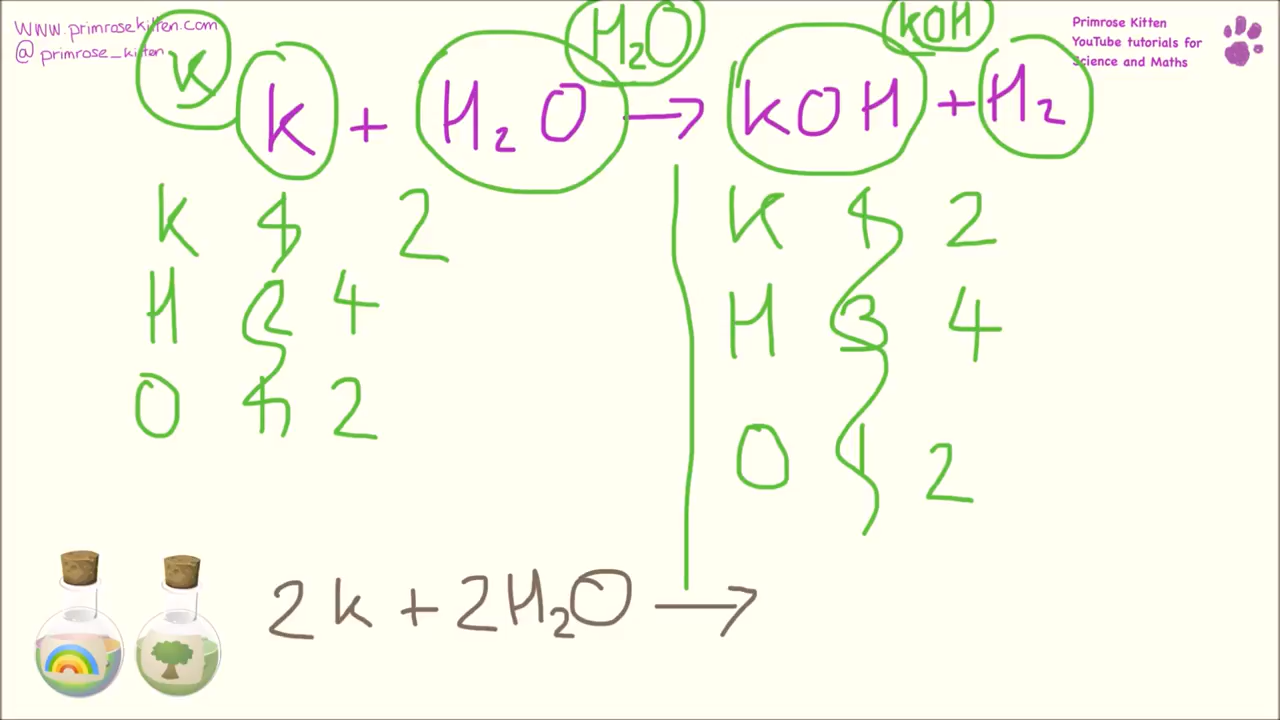 www.primrosekitten.com
@primrose_kitten
Primrose Kitten
YouTube tutorials for
Science and Maths
K H2O KOH
K + H2O → KOH + H2
K 1 2 K 1 2
H 2 4 H 3 4
O 1 2 O 1 2
2K + 2H2O →